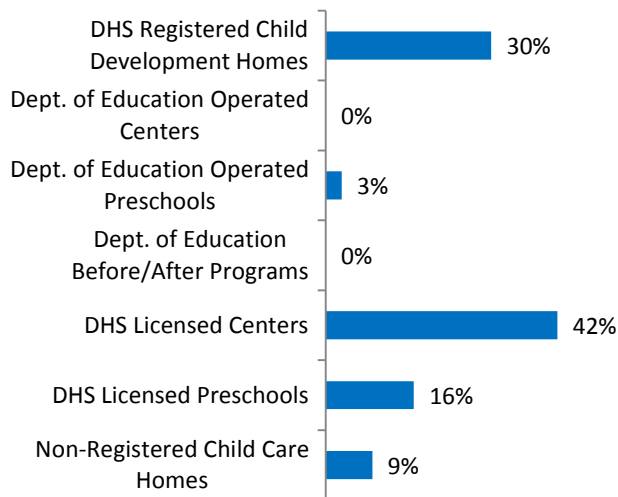 DHS Registered Child
Development Homes
30%
Dept. of Education Operated
Centers
0%
Dept. of Education Operated
Preschools
3%
Dept. of Education
Before/After Programs
0%
DHS Licensed Centers
42%
DHS Licensed Preschools
16%
Non-Registered Child Care
Homes
9%